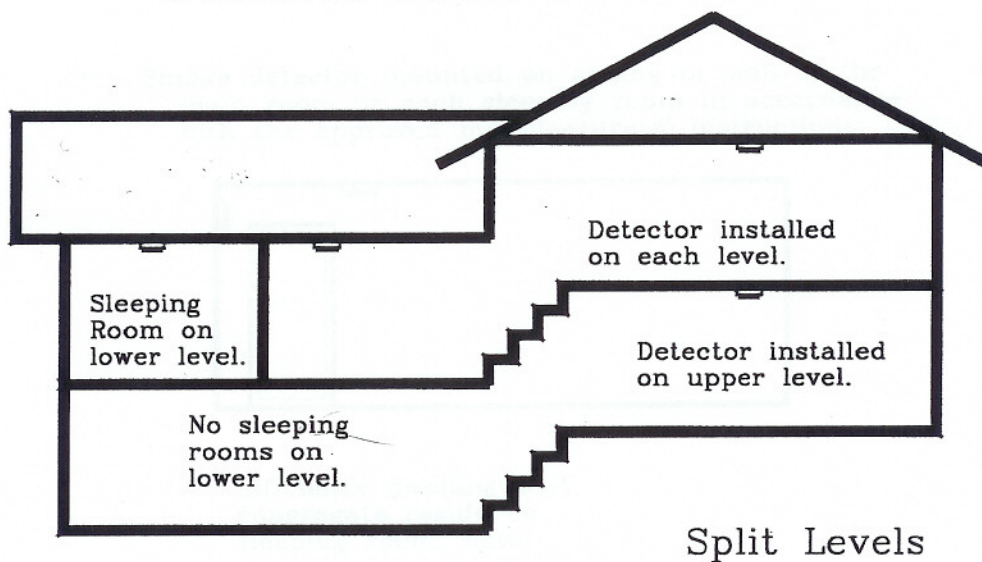 Detector installed
on each level.
Sleeping
Room on
lower level.
Detector installed
on upper level.
No sleeping
rooms on
lower level.
Split Levels